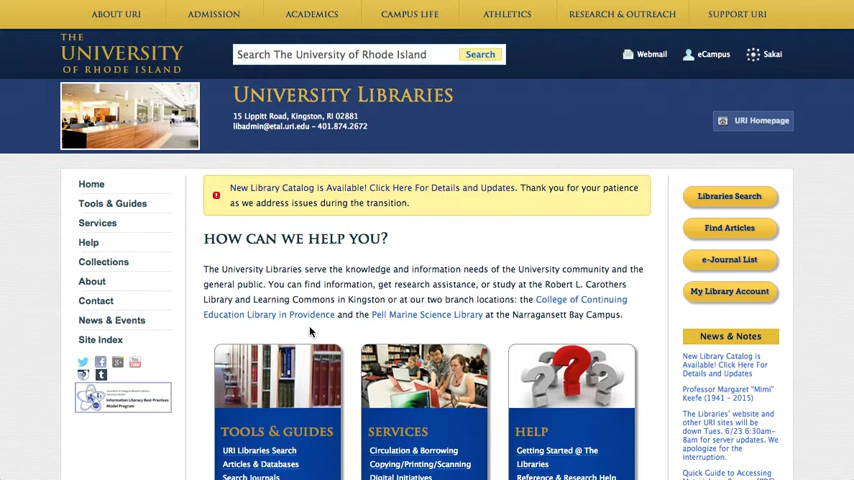 ABOUT URI ADMISSION ACADEMICS CAMPUS LIFE ATHLETICS RESEARCH & OUTREACH SUPPORT URI
THE
UNIVERSITY
OF RHODE ISLAND
Search The University of Rhode Island Search
Webmail eCampus Sakai
UNIVERSITY LIBRARIES
15 Lippitt Road, Kingston, RI 02881
libadmin@etal.uri.edu - 401.874.2672
URI Homepage
Home
Tools & Guides
Services
Help
Collections
About
Contact
News & Events
Site Index
Information Literacy Best Practices
Model Program
New Library Catalog is Available! Click Here For Details and Updates. Thank you for your patience
as we address issues during the transition.
HOW CAN WE HELP YOU?
The University Libraries serve the knowledge and information needs of the University community and the
general public. You can find information, get research assistance, or study at the Robert L. Carothers
Library and Learning Commons in Kingston or at our two branch locations: the College of Continuing
Education Library in Providence and the Pell Marine Science Library at the Narragansett Bay Campus.
TOOLS & GUIDES
URI Libraries Search
Articles & Databases
Search Journals
SERVICES
Circulation & Borrowing
Copying/Printing/Scanning
Digital Initiatives
HELP
Getting Started @ The
Libraries
Reference & Research Help
Libraries Search
Find Articles
e-Journal List
My Library Account
News & Notes
New Library Catalog is
Available! Click Here For
Details and Updates
Professor Margaret "Mimi"
Keefe (1941 – 2015)
The Libraries' website and
other URI sites will be
down Tues. 6/23 6:30am-
8am for server updates. We
apologize for the
interruption.
Quick Guide to Accessing